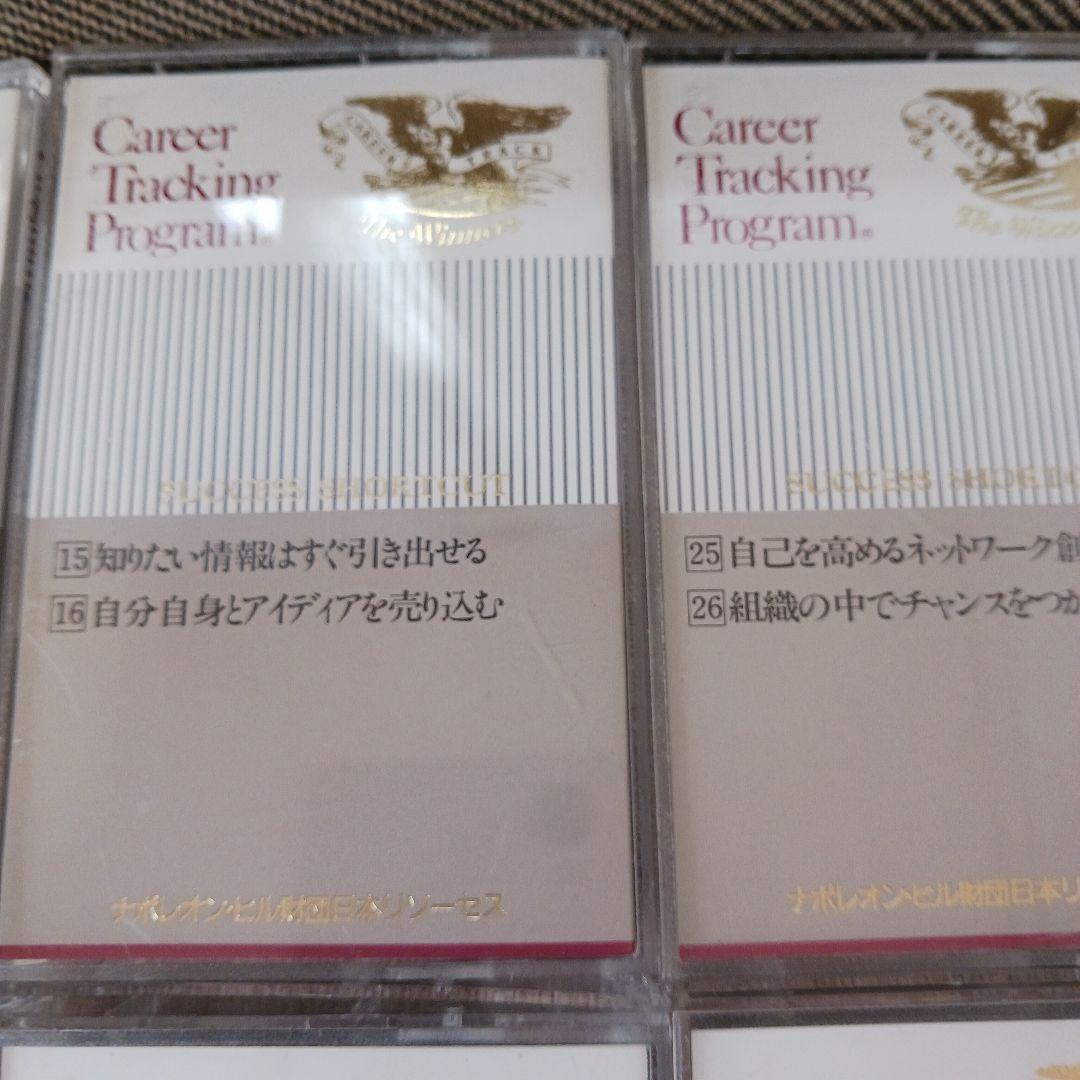 Career
Tracking
Program®
CAREER TRACK
The Winners
SUCCESS SHORTCUT
15 知りたい情報はすぐ引き出せる
16 自分自身とアイディアを売り込む
ナポレオン・ヒル財団日本リソーセス
Career
Tracking
Program®
CAREER
The
SUCCESS
25 自己を高めるネットワーク
26 組織の中でチャンスをつか
ナポレオン・ヒル財団日本リ